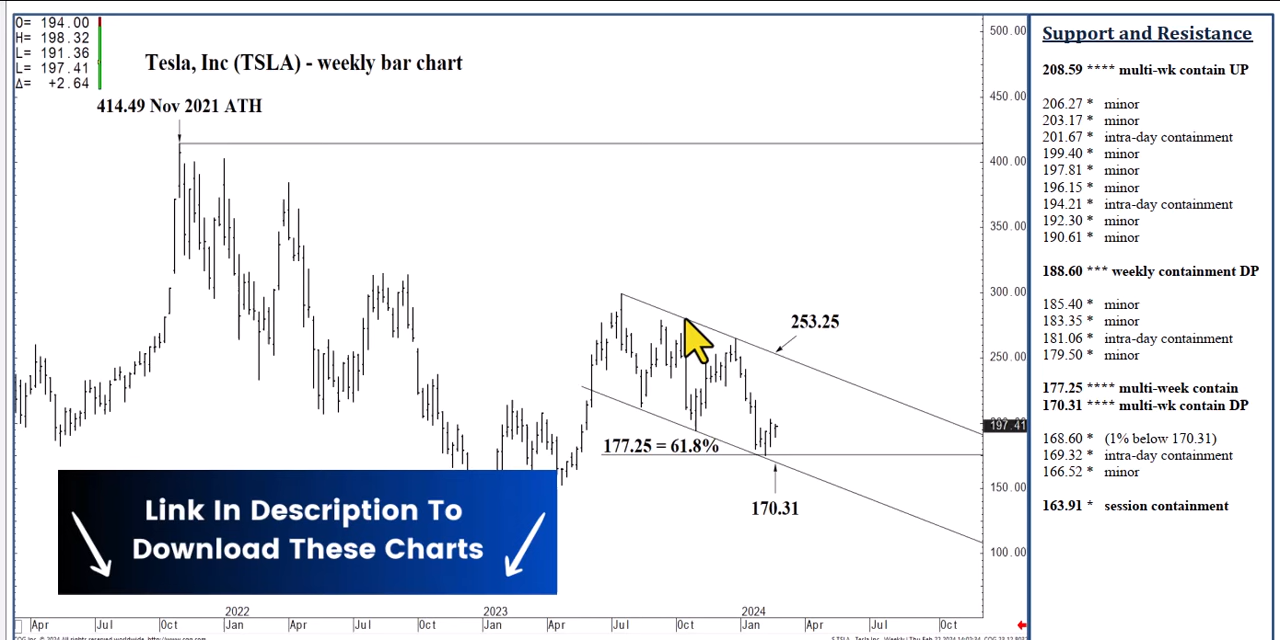 O= 194.00
H= 198.32
L= 191.36
L= 197.41
Δ= +2.64
Tesla, Inc (TSLA) - weekly bar chart
414.49 Nov 2021 ATH
253.25
177.25 = 61.8%
170.31
Link In Description To
Download These Charts
500.00
450.00
400.00
350.00
300.00
250.00
197.41
150.00
100.00
2022
2023
2024
Apr
Jul
Oct
Jan
Apr
Jul
Oct
Jan
Apr
Jul
Oct
Jan
Apr
Jul
Oct
Support and Resistance
208.59 **** multi-wk contain UP
206.27 * minor
203.17 * minor
201.67 * intra-day containment
199.40 * minor
197.81 * minor
196.15 * minor
194.21 * intra-day containment
192.30 * minor
190.61 * minor
188.60 *** weekly containment DP
185.40 * minor
183.35 * minor
181.06 * intra-day containment
179.50 * minor
177.25 **** multi-week contain
170.31 **** multi-wk contain DP
168.60 * (1% below 170.31)
169.32 * intra-day containment
166.52 * minor
163.91 * session containment